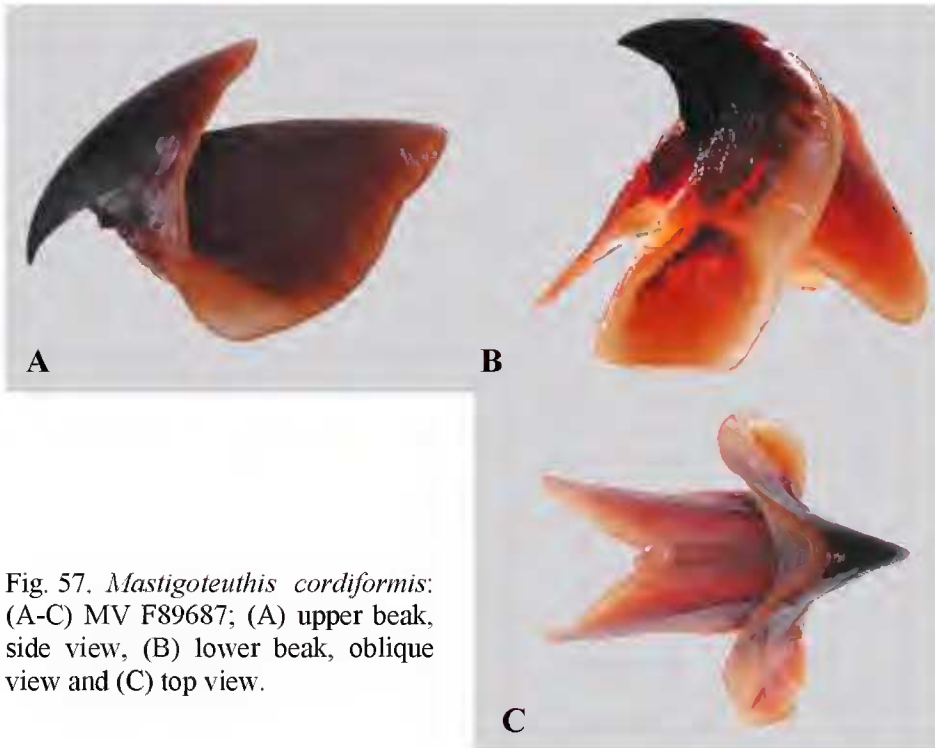 A
B
Fig. 57. Mastigoteuthis cordiformis:
(A-C) MV F89687; (A) upper beak,
side view, (B) lower beak, oblique
view and (C) top view.
C